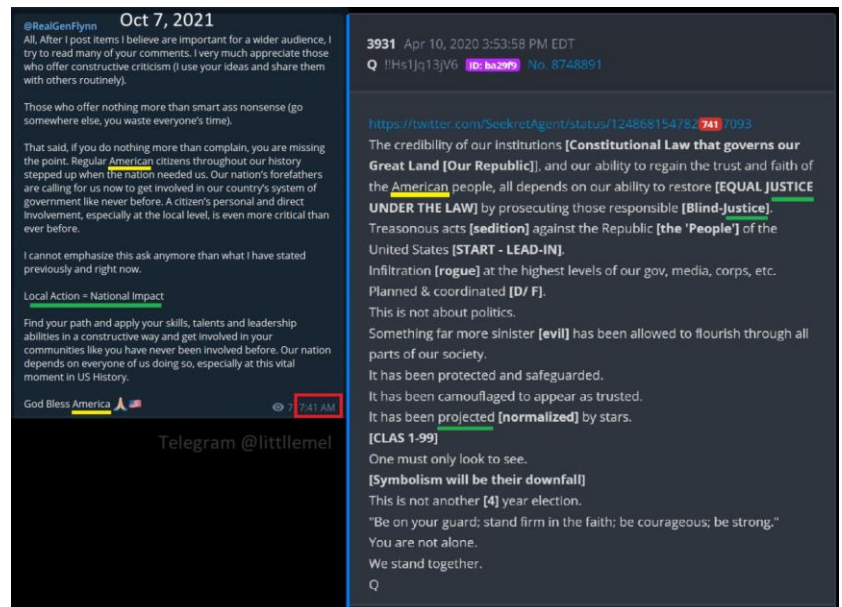 @RealGenFlynn Oct 7, 2021
All, After I post items I believe are important for a wider audience, I
try to read many of your comments. I very much appreciate those
who offer constructive criticism (I use your ideas and share them
with others routinely).
Those who offer nothing more than smart ass nonsense (go
somewhere else, you waste everyone's time).
That said, if you do nothing more than complain, you are missing
the point. Regular American citizens throughout our history
stepped up when the nation needed us. Our nation's forefathers
are calling for us now to get involved in our country's system of
government like never before. A citizen's personal and direct
Involvement, especially at the local level, is even more critical than
ever before.
I cannot emphasize this ask anymore than what I have stated
previously and right now.
Local Action = National Impact
Find your path and apply your skills, talents and leadership
abilities in a constructive way and get involved in your
communities like you have never been involved before. Our nation
depends on everyone of us doing so, especially at this vital
moment in US History.
God Bless America 🙏🇺🇸 7 7:41 AM
Telegram @littllemel
3931 Apr 10, 2020 3:53:58 PM EDT
Q !!Hs1Jq13jV6 ID: ba29f9 No. 8748891
https://twitter.com/SeekretAgent/status/1248681547827417093
The credibility of our institutions [Constitutional Law that governs our
Great Land [Our Republic]], and our ability to regain the trust and faith of
the American people, all depends on our ability to restore [EQUAL JUSTICE
UNDER THE LAW] by prosecuting those responsible [Blind-Justice].
Treasonous acts [sedition] against the Republic [the 'People'] of the
United States [START - LEAD-IN].
Infiltration [rogue] at the highest levels of our gov, media, corps, etc.
Planned & coordinated [D/ F].
This is not about politics.
Something far more sinister [evil] has been allowed to flourish through all
parts of our society.
It has been protected and safeguarded.
It has been camouflaged to appear as trusted.
It has been projected [normalized] by stars.
[CLAS 1-99]
One must only look to see.
[Symbolism will be their downfall]
This is not another [4] year election.
"Be on your guard; stand firm in the faith; be courageous; be strong."
You are not alone.
We stand together.
Q